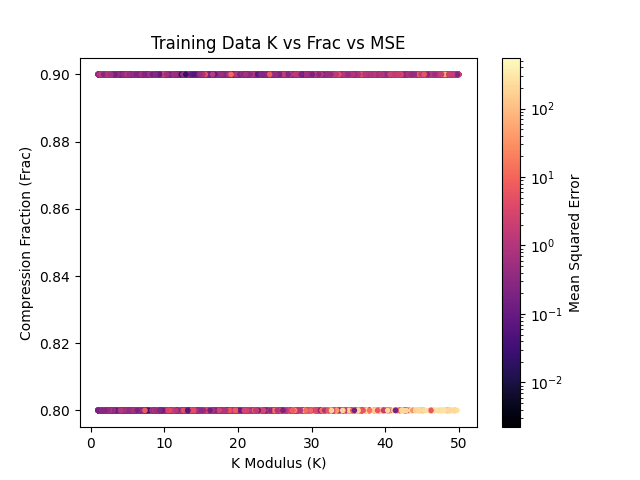 Training Data K vs Frac vs MSE
Compression Fraction (Frac)
0.90
0.88
0.86
0.84
0.82
0.80
0 10 20 30 40 50
K Modulus (K)
10²
10¹
10⁰
10⁻¹
10⁻²
Mean Squared Error